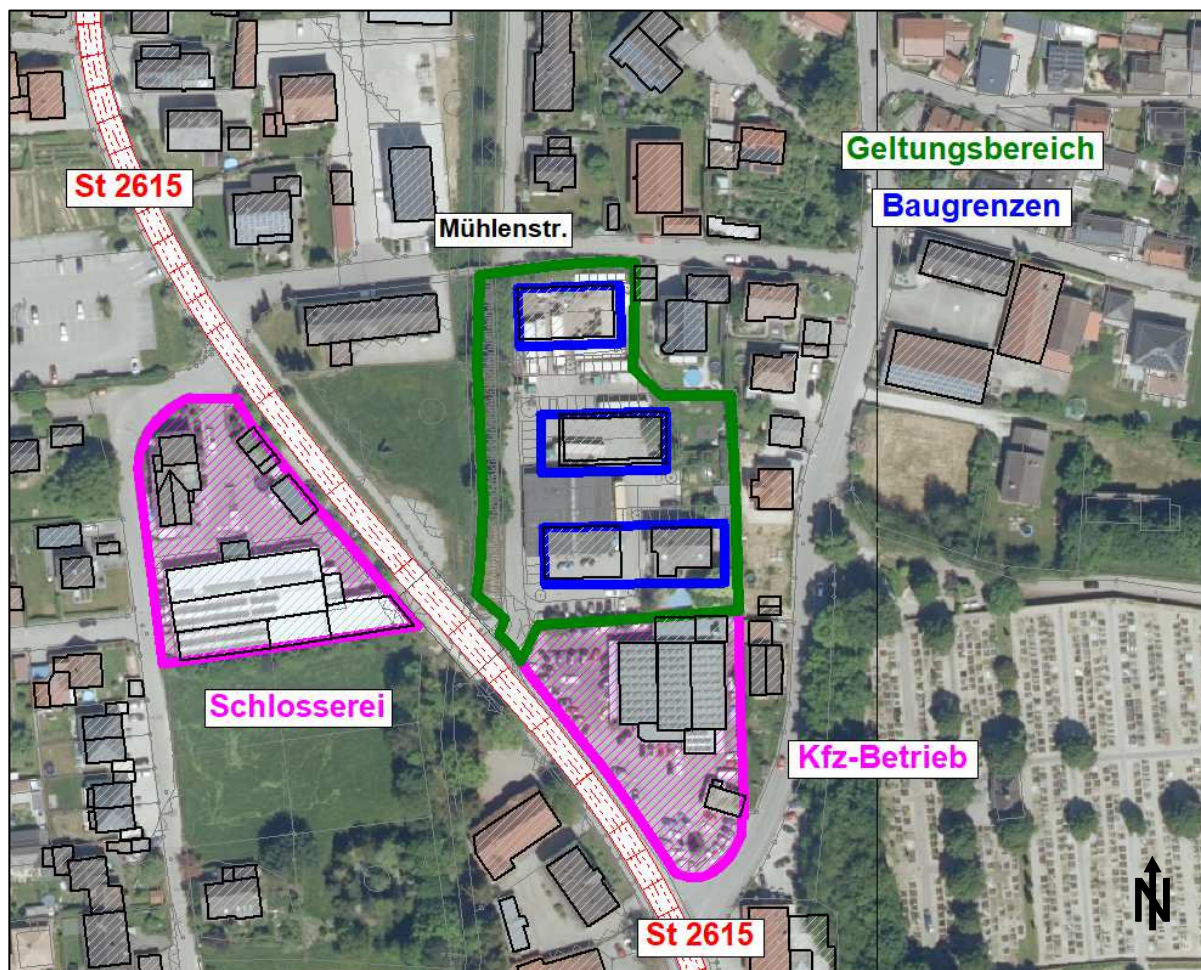 Geltungsbereich
St 2615
Baugrenzen
Mühlenstr.
Schlosserei
Kfz-Betrieb
St 2615
N